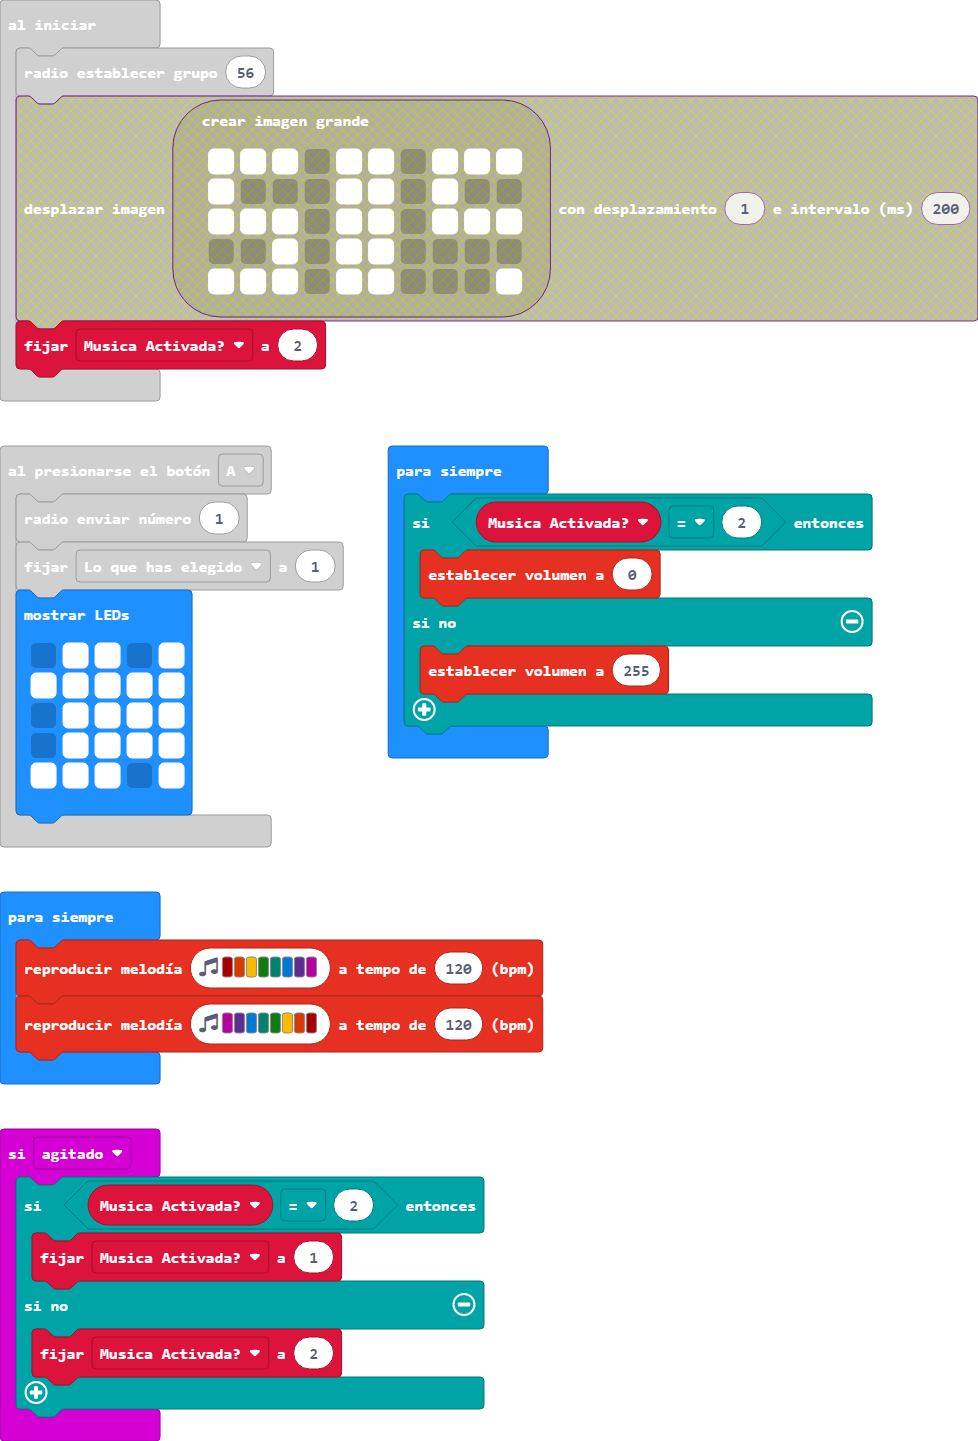 al iniciar
radio establecer grupo 56
crear imagen grande
desplazar imagen con desplazamiento 1 e intervalo (ms) 200
fijar Musica Activada? a 2
al presionarse el botón A
radio enviar número 1
fijar Lo que has elegido a 1
mostrar LEDs
para siempre
si Musica Activada? = 2 entonces
establecer volumen a 0
si no
establecer volumen a 255
para siempre
reproducir melodía a tempo de 120 (bpm)
reproducir melodía a tempo de 120 (bpm)
si agitado
si Musica Activada? = 2 entonces
fijar Musica Activada? a 1
si no
fijar Musica Activada? a 2